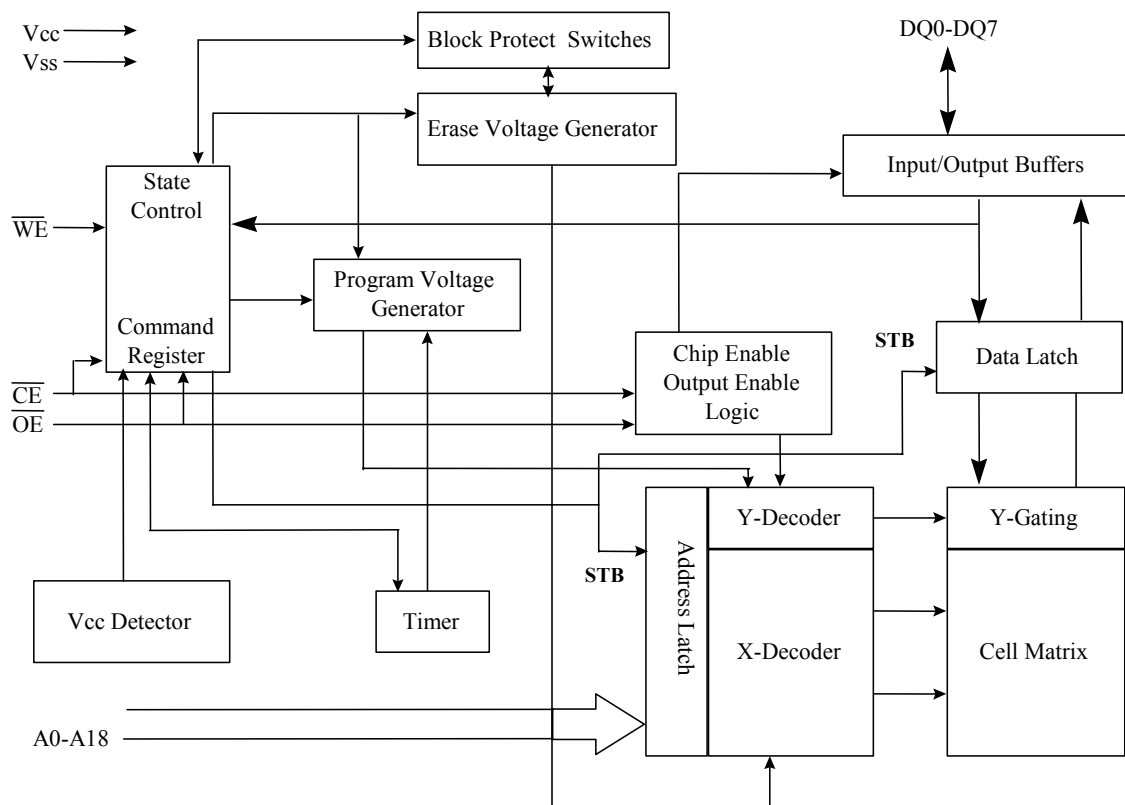 Vcc
Vss
Block Protect Switches
DQ0-DQ7
Erase Voltage Generator
Input/Output Buffers
State
Control
WE
Program Voltage
Generator
Command
Register
STB
Chip Enable
Output Enable
Logic
Data Latch
CE
OE
Y-Decoder
Y-Gating
STB
Address Latch
Vcc Detector
Timer
X-Decoder
Cell Matrix
A0-A18